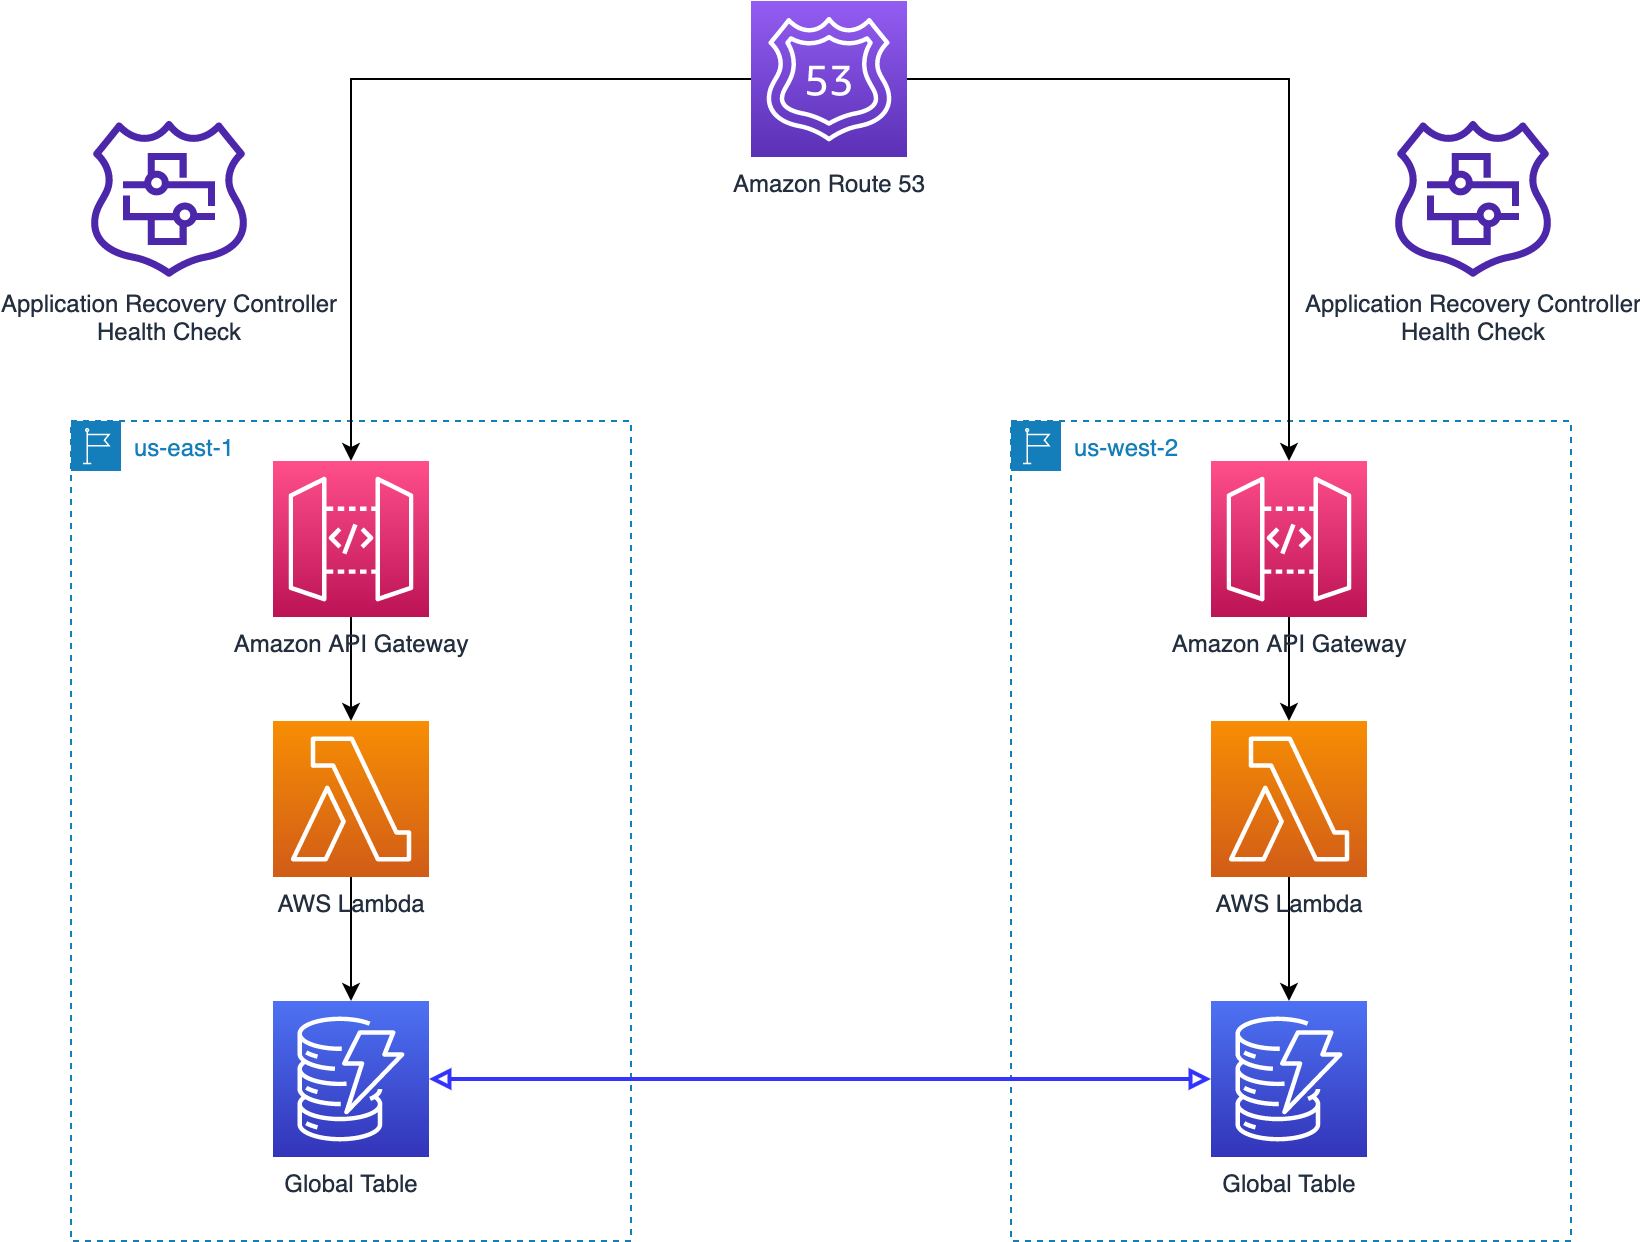 53
Amazon Route 53
Application Recovery Controller
Health Check
Application Recovery Controller
Health Check
us-east-1
us-west-2
</>
Amazon API Gateway
</>
Amazon API Gateway
AWS Lambda
AWS Lambda
Global Table
Global Table